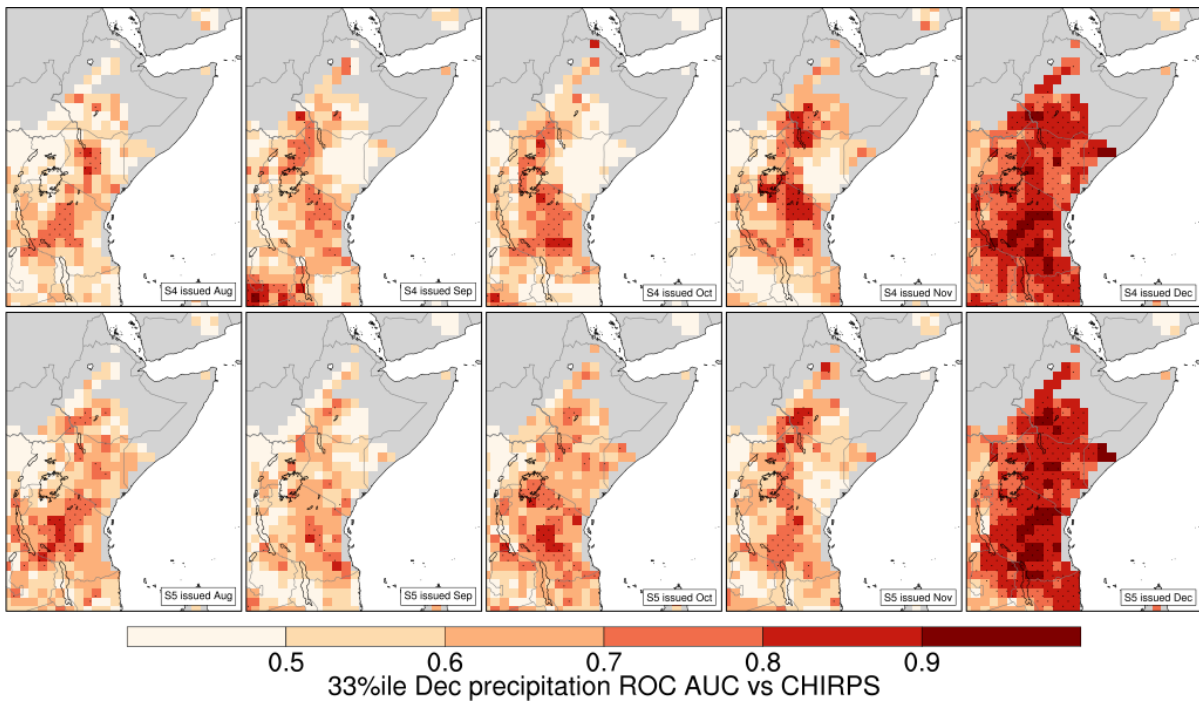 S4 issued Aug
S4 issued Sep
S4 issued Oct
S4 issued Nov
S4 issued Dec
S5 issued Aug
S5 issued Sep
S5 issued Oct
S5 issued Nov
S5 issued Dec
0.5 0.6 0.7 0.8 0.9
33%ile Dec precipitation ROC AUC vs CHIRPS